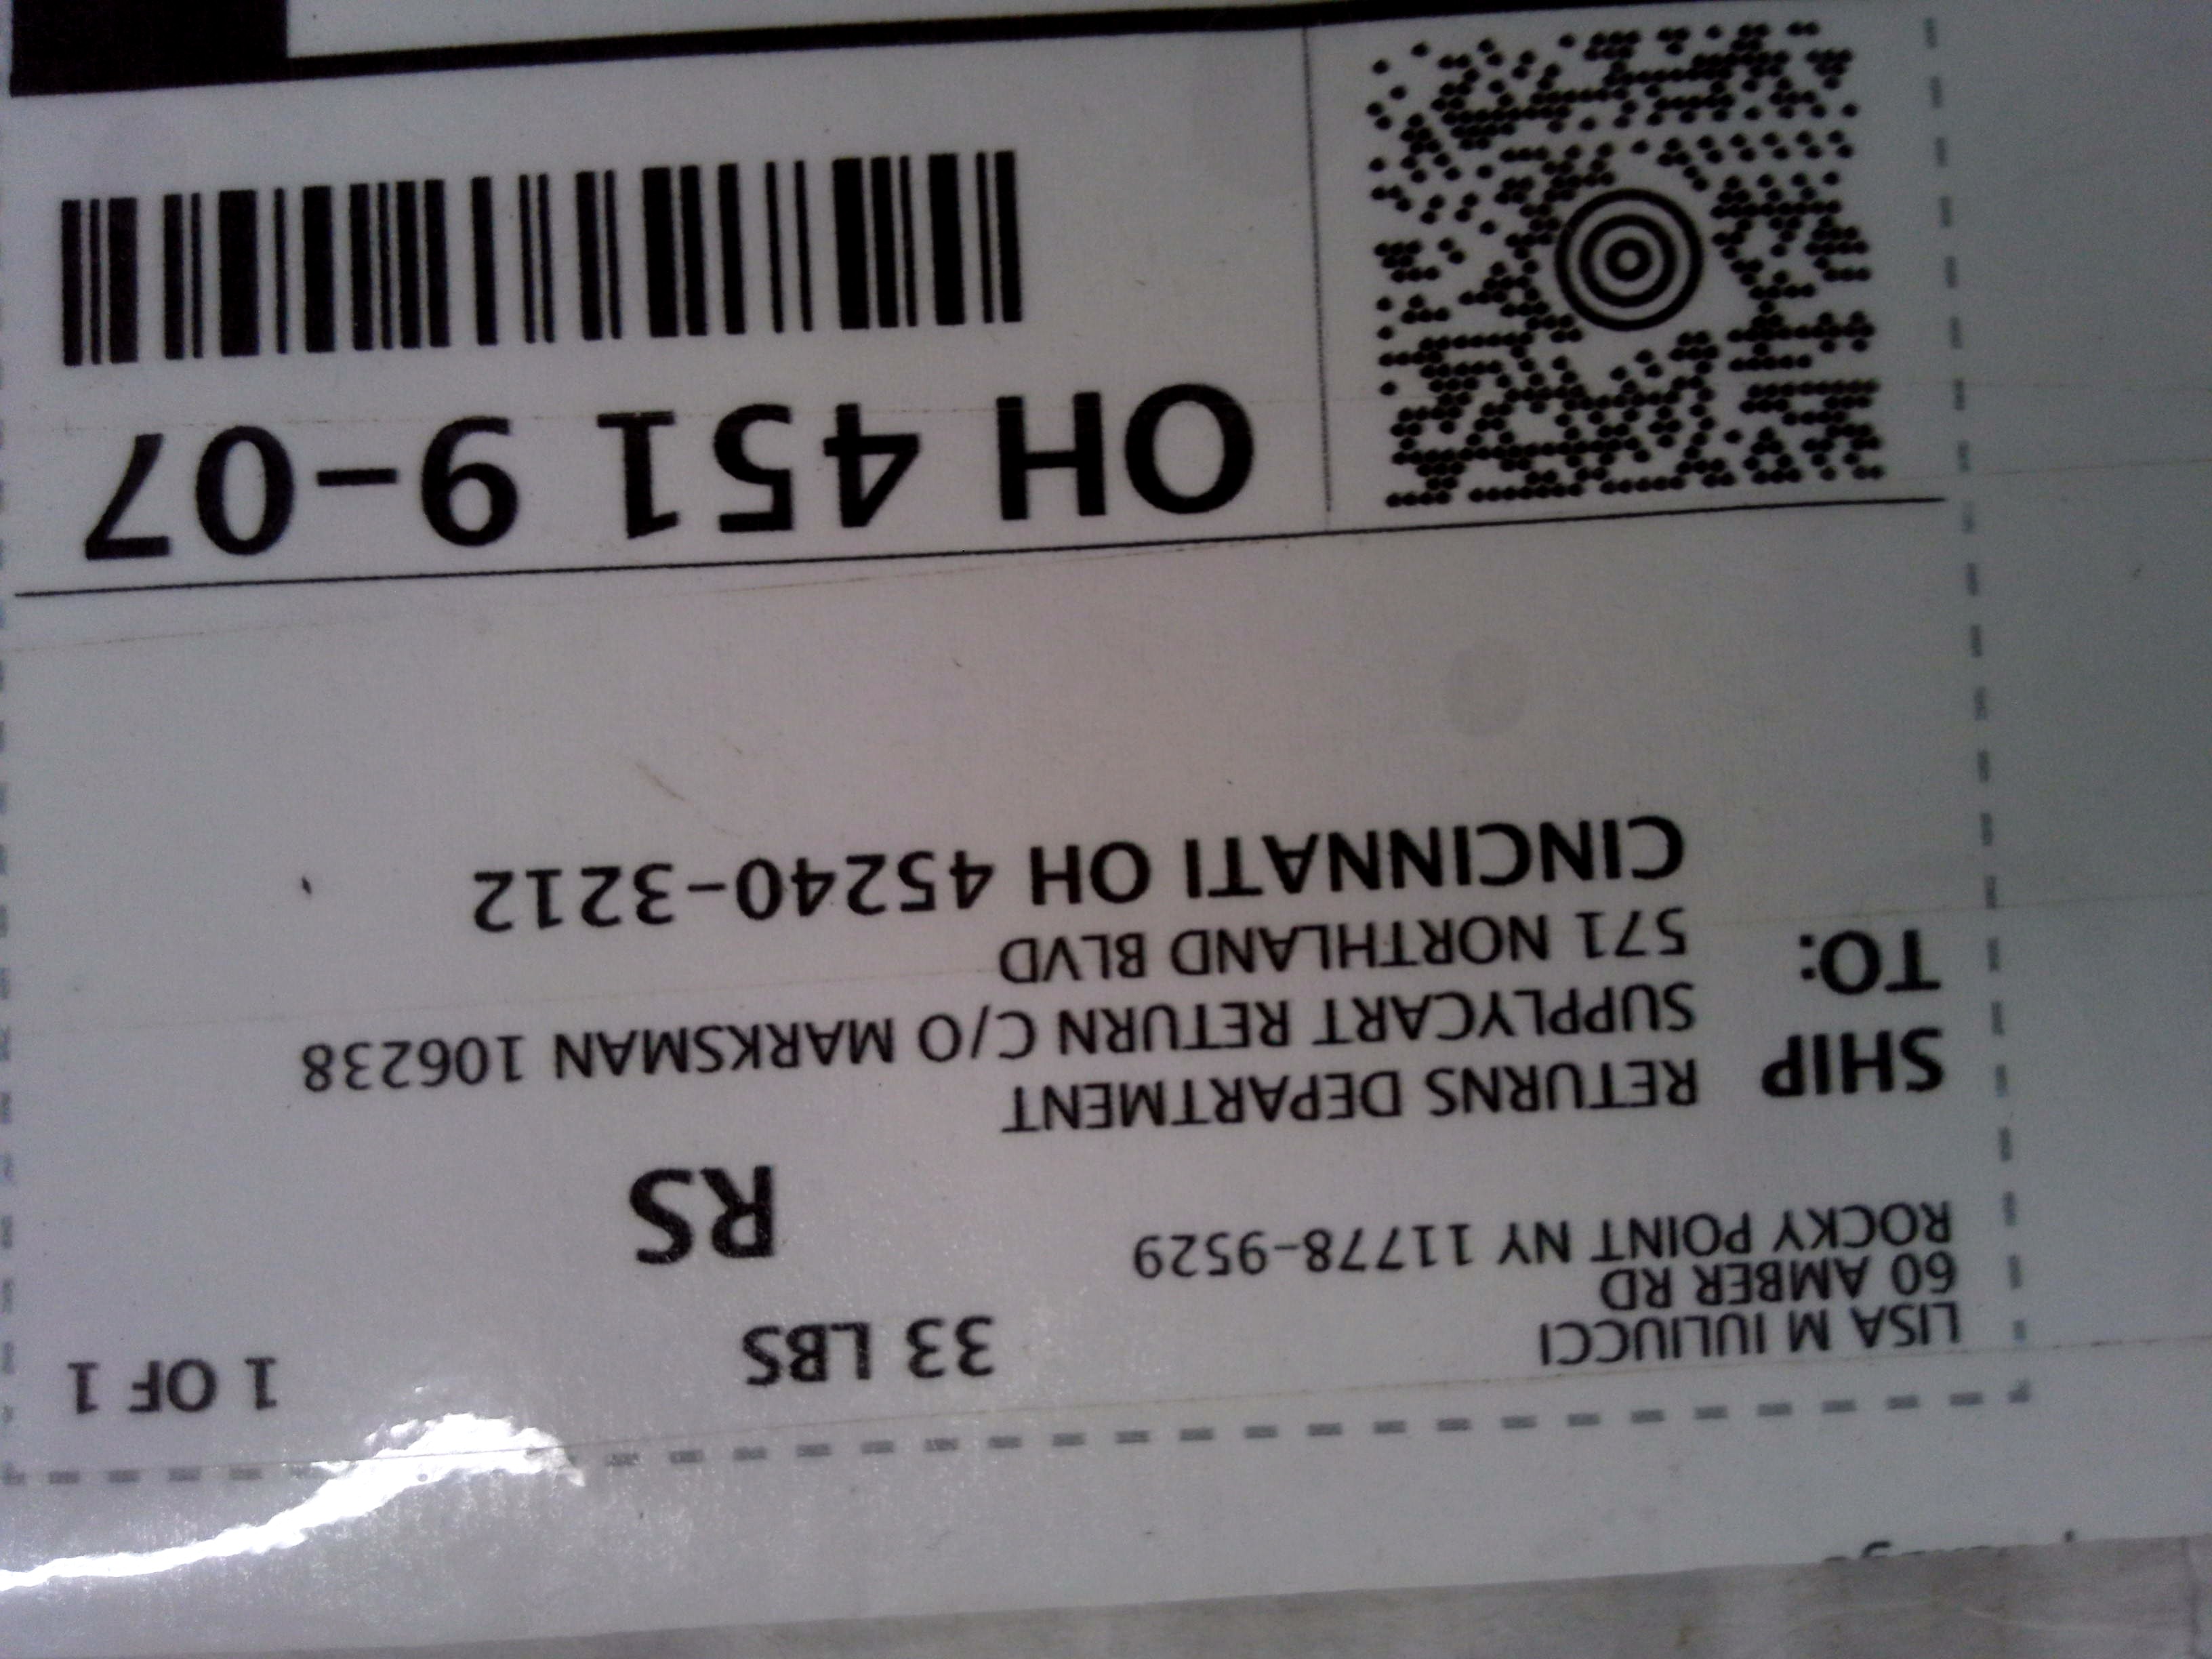 LISA M IULIUCCI
60 AMBER RD
ROCKY POINT NY 11778-9529
33 LBS
1 OF 1
RS
SHIP TO:
RETURNS DEPARTMENT
SUPPLYCART RETURN C/O MARKSMAN 106238
571 NORTHLAND BLVD
CINCINNATI OH 45240-3212
OH 451 9-07